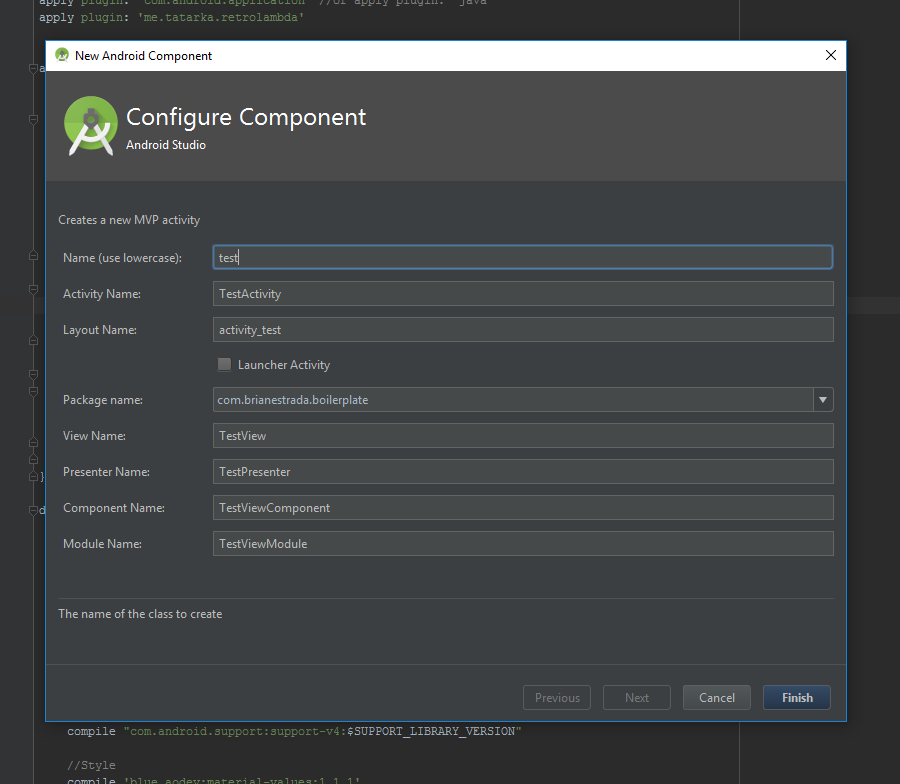 apply plugin: 'com.android.application' //or apply plugin: 'java'
apply plugin: 'me.tatarka.retrolambda'
New Android Component
a
Configure Component
Android Studio
Creates a new MVP activity
Name (use lowercase): test
Activity Name: TestActivity
Layout Name: activity_test
Launcher Activity
Package name: com.brianestrada.boilerplate
View Name: TestView
Presenter Name: TestPresenter
}
Component Name: TestViewComponent
d
Module Name: TestViewModule
The name of the class to create
Previous Next Cancel Finish
compile "com.android.support:support-v4:$SUPPORT_LIBRARY_VERSION"
//Style
compile 'blue.aodev:material-values:1.1.1'